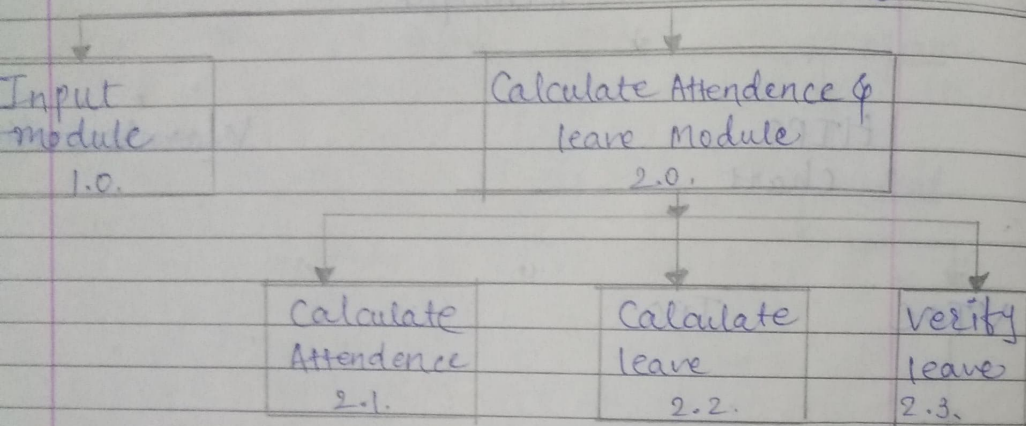 Input
module
1.0.
Calculate Attendence &
leave Module
2.0.
Calculate
Attendence
2.1.
Calculate
leave
2.2.
verify
leave
2.3.